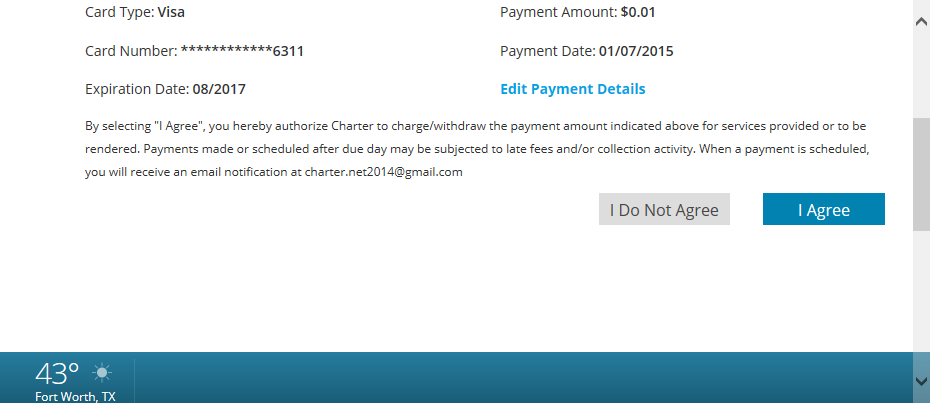 Card Type: Visa
Payment Amount: $0.01
Card Number: ************6311
Payment Date: 01/07/2015
Expiration Date: 08/2017
Edit Payment Details
By selecting "I Agree", you hereby authorize Charter to charge/withdraw the payment amount indicated above for services provided or to be
rendered. Payments made or scheduled after due day may be subjected to late fees and/or collection activity. When a payment is scheduled,
you will receive an email notification at charter.net2014@gmail.com
I Do Not Agree
I Agree
43°
Fort Worth, TX